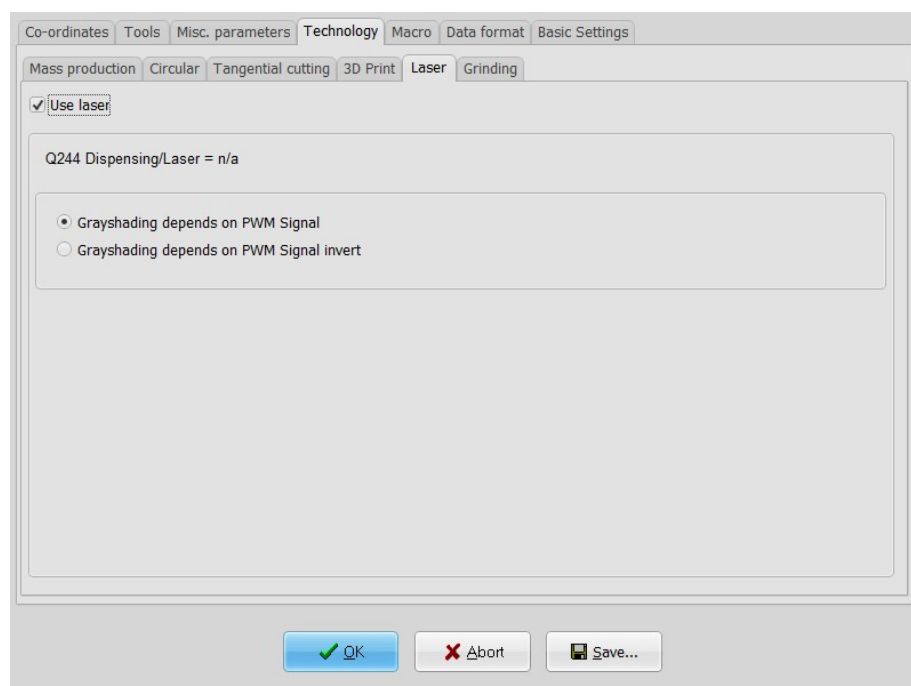 Co-ordinates Tools Misc. parameters Technology Macro Data format Basic Settings
Mass production Circular Tangential cutting 3D Print Laser Grinding
Use laser
Q244 Dispensing/Laser = n/a
Grayshading depends on PWM Signal
Grayshading depends on PWM Signal invert
OK Abort Save...